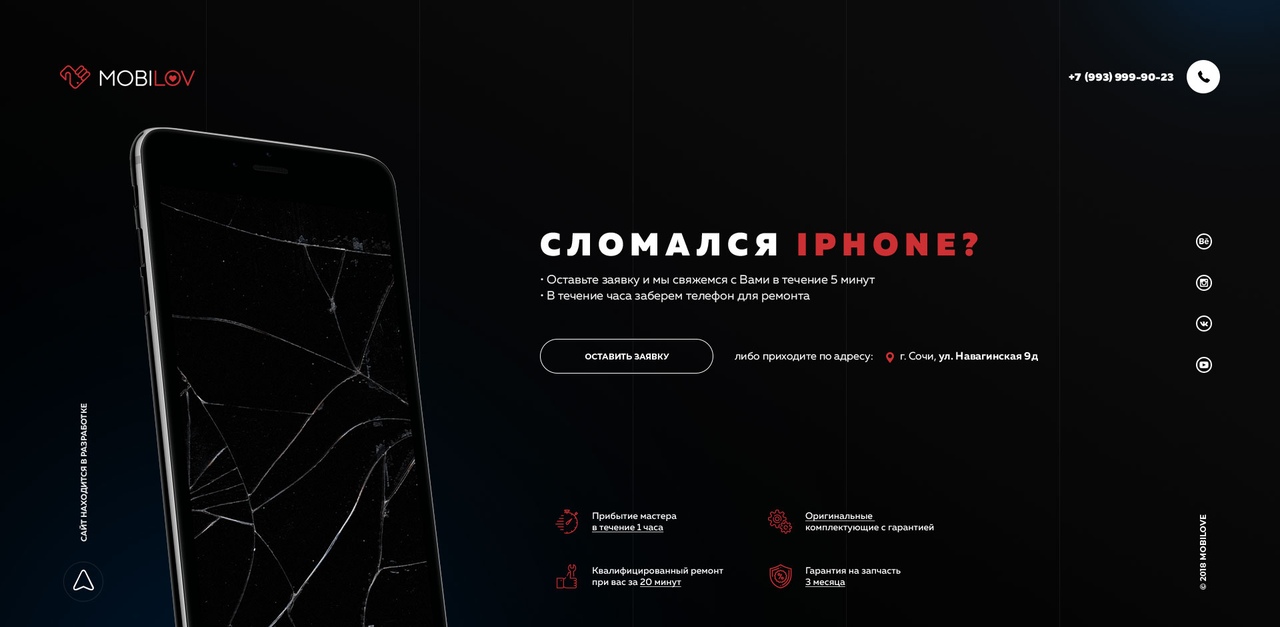 MOBILOV
+7 (993) 999-90-23
СЛОМАЛСЯ IPHONE?
· Оставьте заявку и мы свяжемся с Вами в течение 5 минут
· В течение часа заберем телефон для ремонта
ОСТАВИТЬ ЗАЯВКУ
либо приходите по адресу: г. Сочи, ул. Навагинская 9д
Bē
САЙТ НАХОДИТСЯ В РАЗРАБОТКЕ
Прибытие мастера
в течение 1 часа
Оригинальные
комплектующие с гарантией
Квалифицированный ремонт
при вас за 20 минут
Гарантия на запчасть
3 месяца
© 2018 MOBILOVE